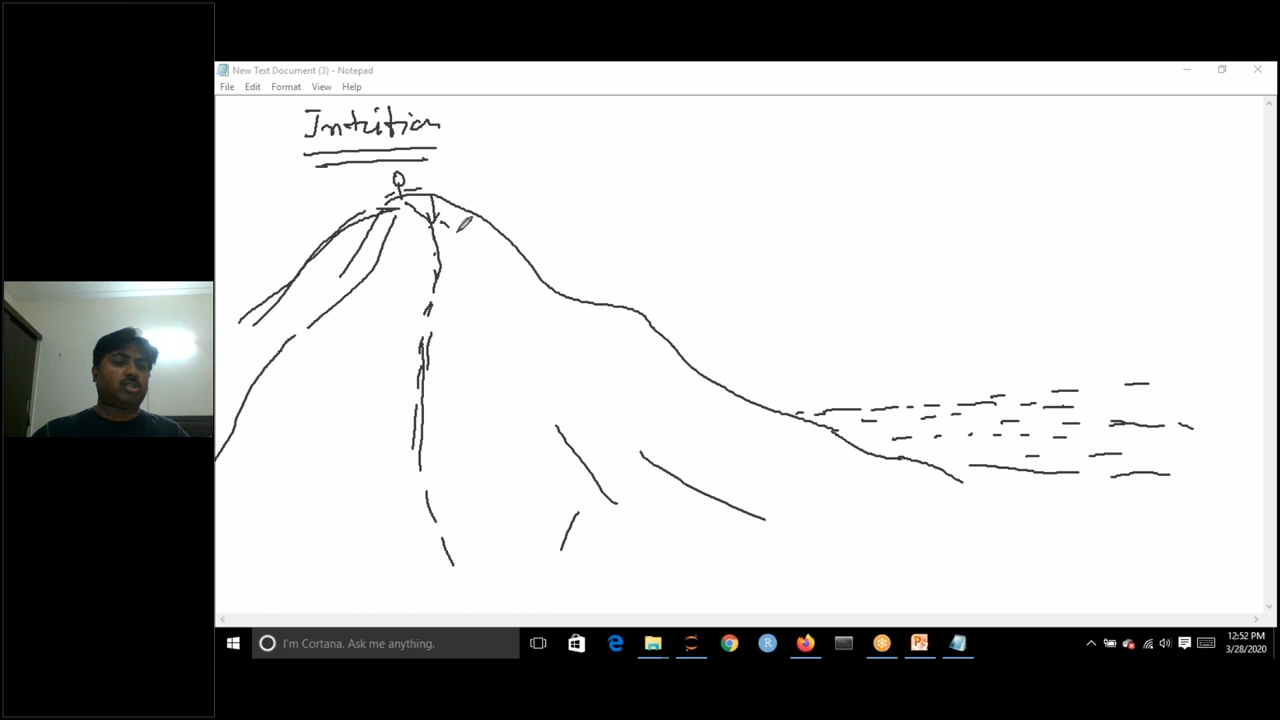 New Text Document (3) - Notepad
File Edit Format View Help
Intuition
I'm Cortana. Ask me anything.
R
12:52 PM
3/28/2020